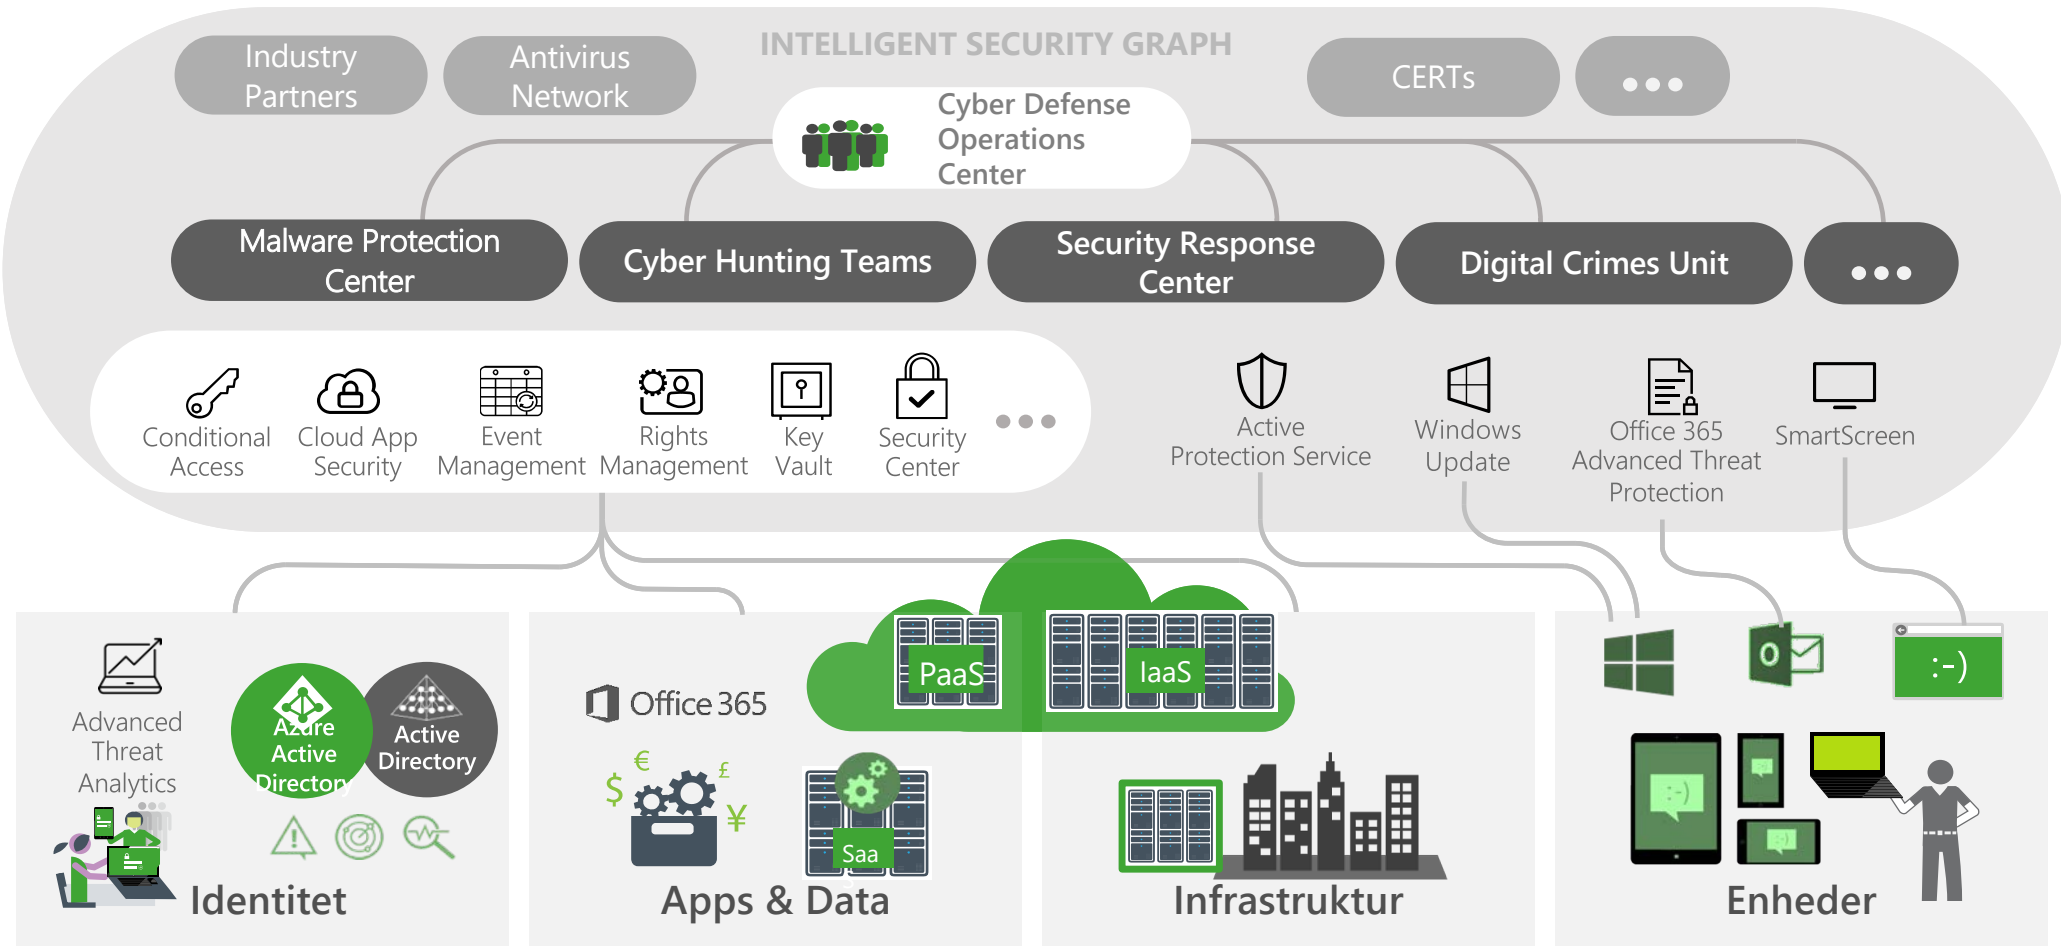 INTELLIGENT SECURITY GRAPH
Industry
Partners
Antivirus
Network
CERTs
Cyber Defense
Operations
Center
Malware Protection
Center
Cyber Hunting Teams
Security Response
Center
Digital Crimes Unit
Conditional
Access
Cloud App
Security
Event
Management
Rights
Management
Key
Vault
Security
Center
Active
Protection Service
Windows
Update
Office 365
Advanced Threat
Protection
SmartScreen
Advanced
Threat
Analytics
Azure
Active
Directory
Active
Directory
Identitet
Office 365
PaaS
$ € £ ¥
Saa
Apps & Data
IaaS
Infrastruktur
O
:-)
:-)
:-)
:-)
Enheder